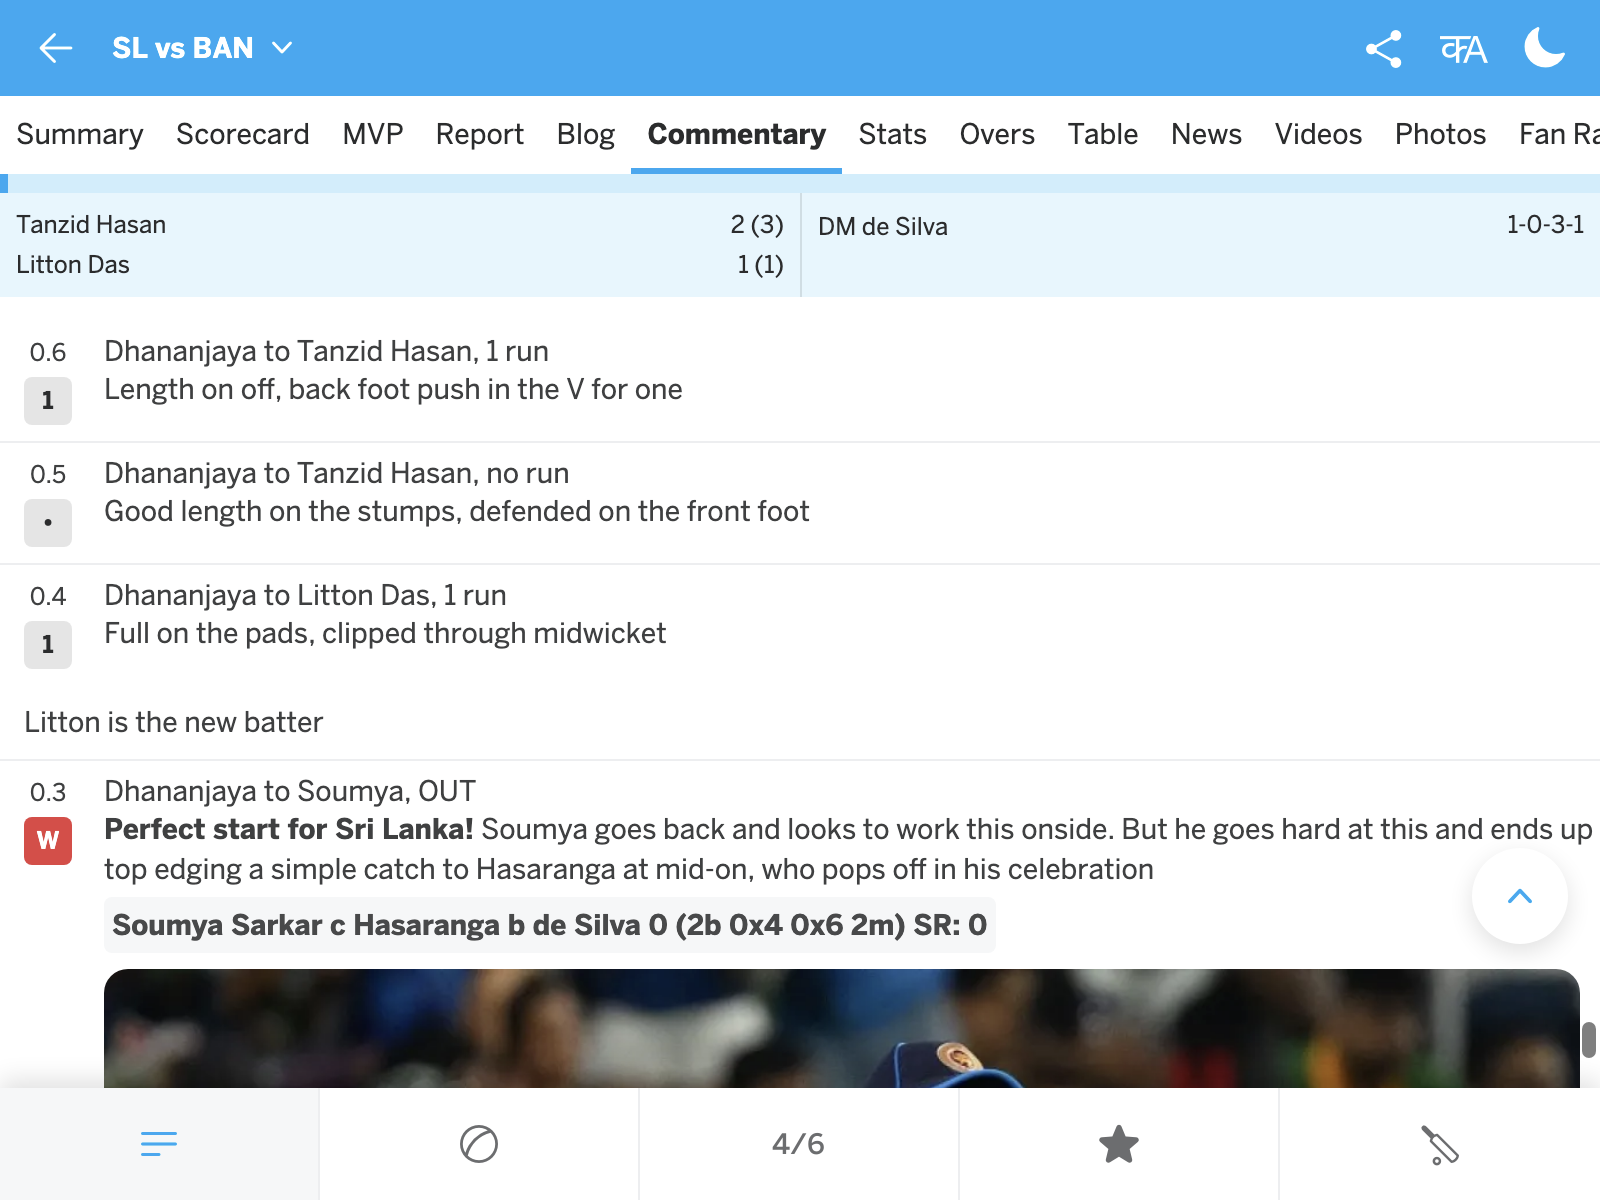 SL vs BAN
Summary Scorecard MVP Report Blog Commentary Stats Overs Table News Videos Photos Fan Ra
Tanzid Hasan 2 (3)
Litton Das 1 (1)
DM de Silva 1-0-3-1
0.6 Dhananjaya to Tanzid Hasan, 1 run
1 Length on off, back foot push in the V for one
0.5 Dhananjaya to Tanzid Hasan, no run
• Good length on the stumps, defended on the front foot
0.4 Dhananjaya to Litton Das, 1 run
1 Full on the pads, clipped through midwicket
Litton is the new batter
0.3 Dhananjaya to Soumya, OUT
W Perfect start for Sri Lanka! Soumya goes back and looks to work this onside. But he goes hard at this and ends up
top edging a simple catch to Hasaranga at mid-on, who pops off in his celebration
Soumya Sarkar c Hasaranga b de Silva 0 (2b 0x4 0x6 2m) SR: 0
4/6